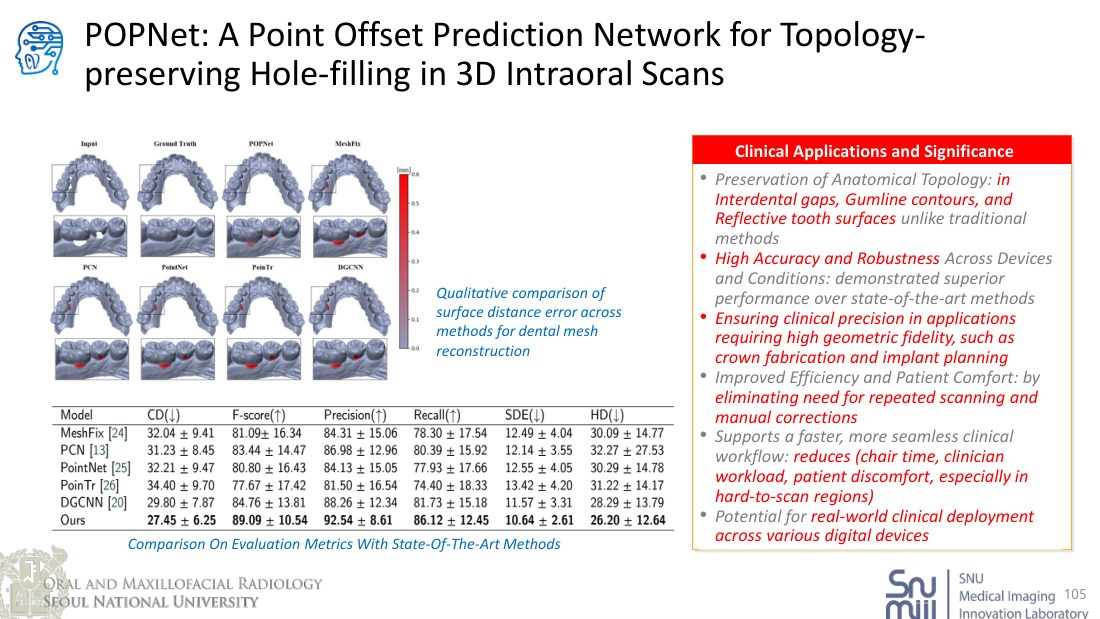 POPNet: A Point Offset Prediction Network for Topology-
preserving Hole-filling in 3D Intraoral Scans
Input Ground Truth POPNet MeshFix
PCN PointNet PoinTr DGCNN
[mm]
0.6
0.5
0.4
0.3
0.2
0.1
0.0
Qualitative comparison of
surface distance error across
methods for dental mesh
reconstruction
Model CD(↓) F-score(↑) Precision(↑) Recall(↑) SDE(↓) HD(↓)
MeshFix [24] 32.04 ± 9.41 81.09± 16.34 84.31 ± 15.06 78.30 ± 17.54 12.49 ± 4.04 30.09 ± 14.77
PCN [13] 31.23 ± 8.45 83.44 ± 14.47 86.98 ± 12.96 80.39 ± 15.92 12.14 ± 3.55 32.27 ± 27.53
PointNet [25] 32.21 ± 9.47 80.80 ± 16.43 84.13 ± 15.05 77.93 ± 17.66 12.55 ± 4.05 30.29 ± 14.78
PoinTr [26] 34.40 ± 9.70 77.67 ± 17.42 81.50 ± 16.54 74.40 ± 18.33 13.42 ± 4.20 31.22 ± 14.17
DGCNN [20] 29.80 ± 7.87 84.76 ± 13.81 88.26 ± 12.34 81.73 ± 15.18 11.57 ± 3.31 28.29 ± 13.79
Ours 27.45 ± 6.25 89.09 ± 10.54 92.54 ± 8.61 86.12 ± 12.45 10.64 ± 2.61 26.20 ± 12.64
Comparison On Evaluation Metrics With State-Of-The-Art Methods
Clinical Applications and Significance
• Preservation of Anatomical Topology: in
Interdental gaps, Gumline contours, and
Reflective tooth surfaces unlike traditional
methods
• High Accuracy and Robustness Across Devices
and Conditions: demonstrated superior
performance over state-of-the-art methods
• Ensuring clinical precision in applications
requiring high geometric fidelity, such as
crown fabrication and implant planning
• Improved Efficiency and Patient Comfort: by
eliminating need for repeated scanning and
manual corrections
• Supports a faster, more seamless clinical
workflow: reduces (chair time, clinician
workload, patient discomfort, especially in
hard-to-scan regions)
• Potential for real-world clinical deployment
across various digital devices
ORAL AND MAXILLOFACIAL RADIOLOGY
SEOUL NATIONAL UNIVERSITY
SNU
Medical Imaging
Innovation Laboratory
105